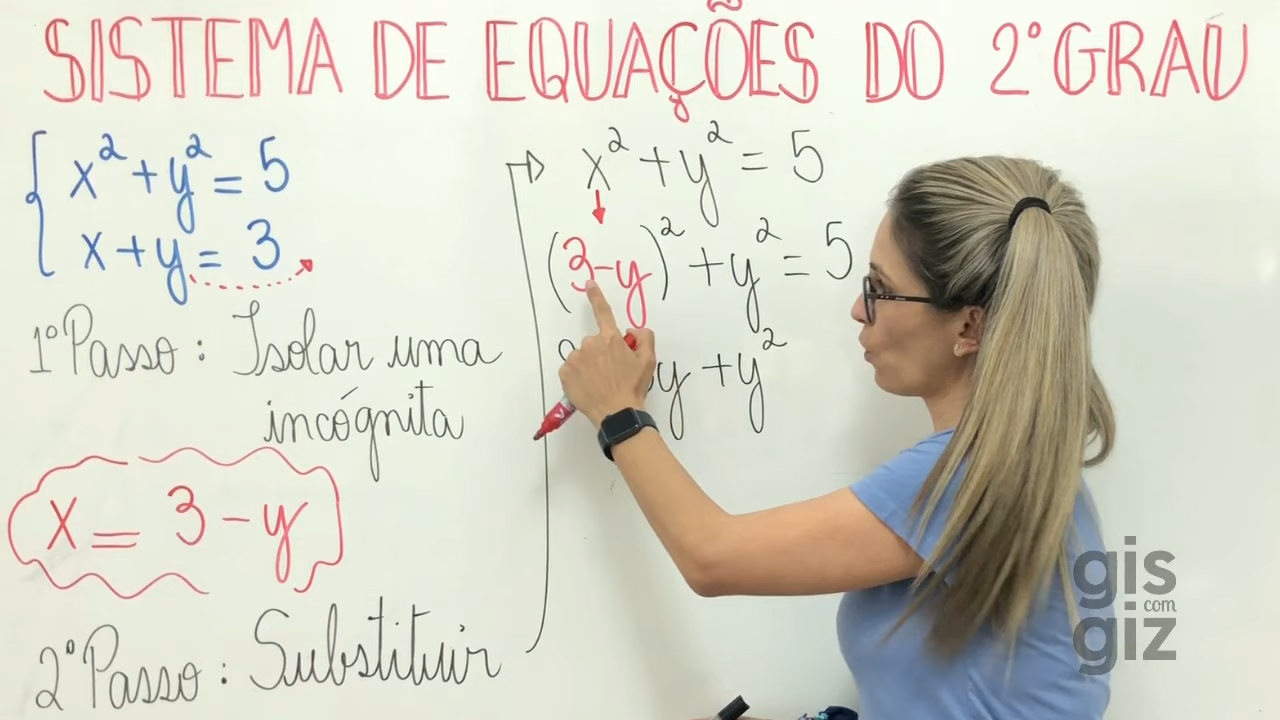 SISTEMA DE EQUAÇÕES DO 2º GRAU
x² + y² = 5
x + y = 3
1º Passo : Isolar uma
incógnita
x = 3 - y
2º Passo : Substituir
x² + y² = 5
(3-y)² + y² = 5
y + y²
gis
com
giz